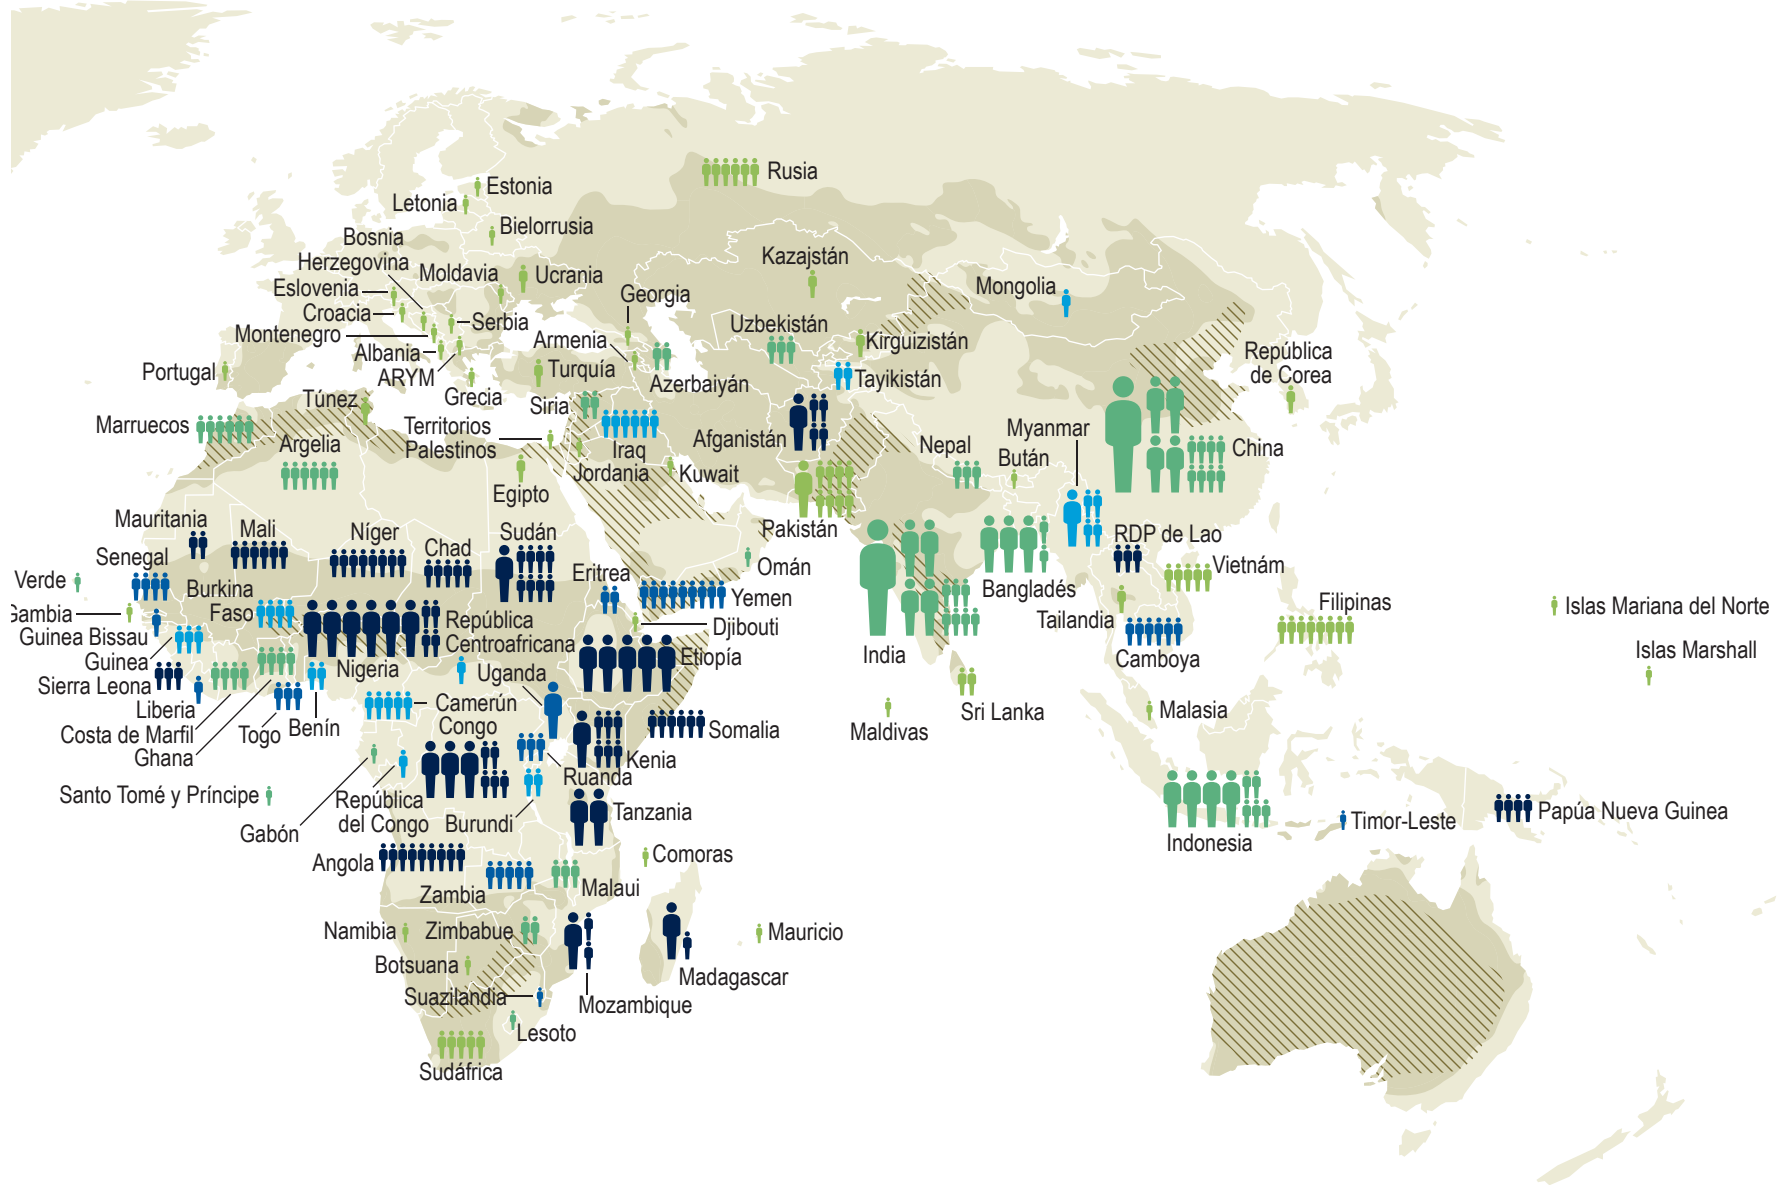 Rusia
Estonia
Letonia
Bielorrusia
Bosnia
Herzegovina
Moldavia
Ucrania
Kazajstán
Mongolia
Eslovenia
Georgia
Croacia
Serbia
Uzbekistán
Montenegro
Armenia
Kirguizistán
Albania
ARYM
República
de Corea
Portugal
Turquía
Azerbaiyán
Tayikistán
Grecia
Túnez
Siria
Marruecos
Territorios
Palestinos
Afganistán
Myanmar
Argelia
Iraq
Nepal
Bután
China
Jordania
Kuwait
Egipto
Pakistán
Mauritania
Mali
Níger
Sudán
Chad
RDP de Lao
Senegal
Omán
Vietnám
Verde
Eritrea
Burkina
Faso
Yemen
Bangladés
Gambia
República
Centroafricana
Djibouti
Tailandia
Filipinas
Islas Mariana del Norte
Guinea Bissau
Guinea
Nigeria
Etiopía
India
Camboya
Islas Marshall
Sierra Leona
Uganda
Liberia
Camerún
Congo
Sri Lanka
Malasia
Costa de Marfil
Togo
Benín
Somalia
Maldivas
Ghana
Kenia
Ruanda
Santo Tomé y Príncipe
República
del Congo
Gabón
Burundi
Tanzania
Indonesia
Timor-Leste
Papúa Nueva Guinea
Angola
Comoras
Zambia
Malaui
Namibia
Zimbabue
Mauricio
Botsuana
Madagascar
Suazilandia
Mozambique
Lesoto
Sudáfrica